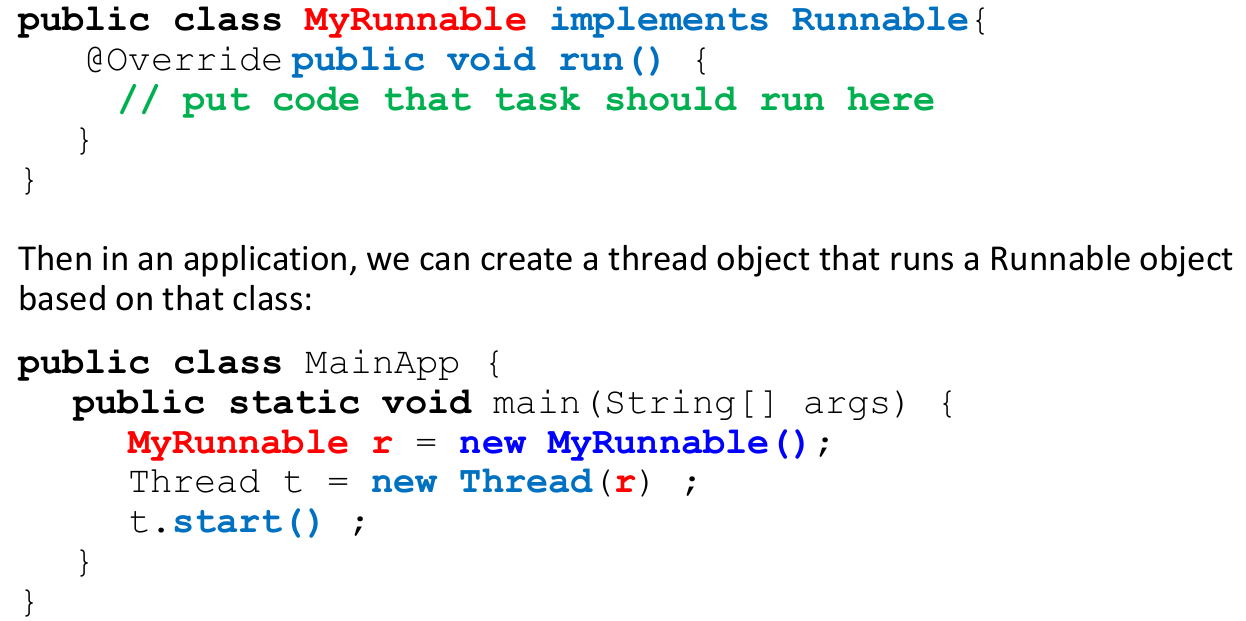 public class MyRunnable implements Runnable{
@Override public void run() {
// put code that task should run here
}
}
Then in an application, we can create a thread object that runs a Runnable object
based on that class:
public class MainApp {
public static void main(String[] args) {
MyRunnable r = new MyRunnable();
Thread t = new Thread(r) ;
t.start() ;
}
}